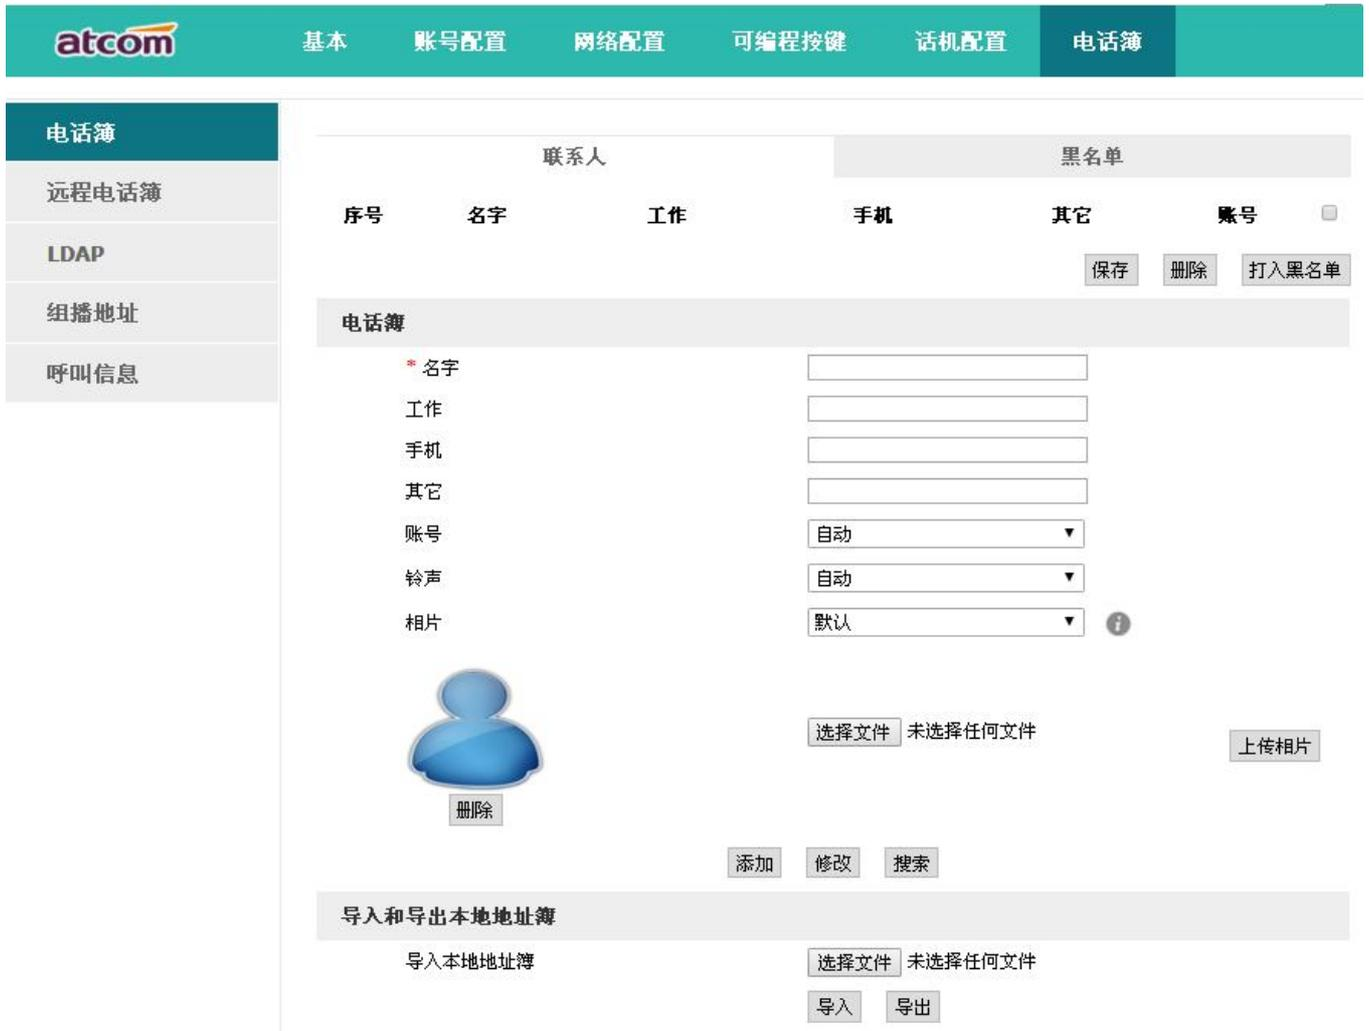 atcom 基本 账号配置 网络配置 可编程按键 话机配置 电话簿
电话簿
远程电话簿
LDAP
组播地址
呼叫信息
联系人 黑名单
序号 名字 工作 手机 其它 账号
保存 删除 打入黑名单
电话簿
* 名字
工作
手机
其它
账号 自动
铃声 自动
相片 默认
选择文件 未选择任何文件 上传相片
删除
添加 修改 搜索
导入和导出本地地址簿
导入本地地址簿 选择文件 未选择任何文件
导入 导出